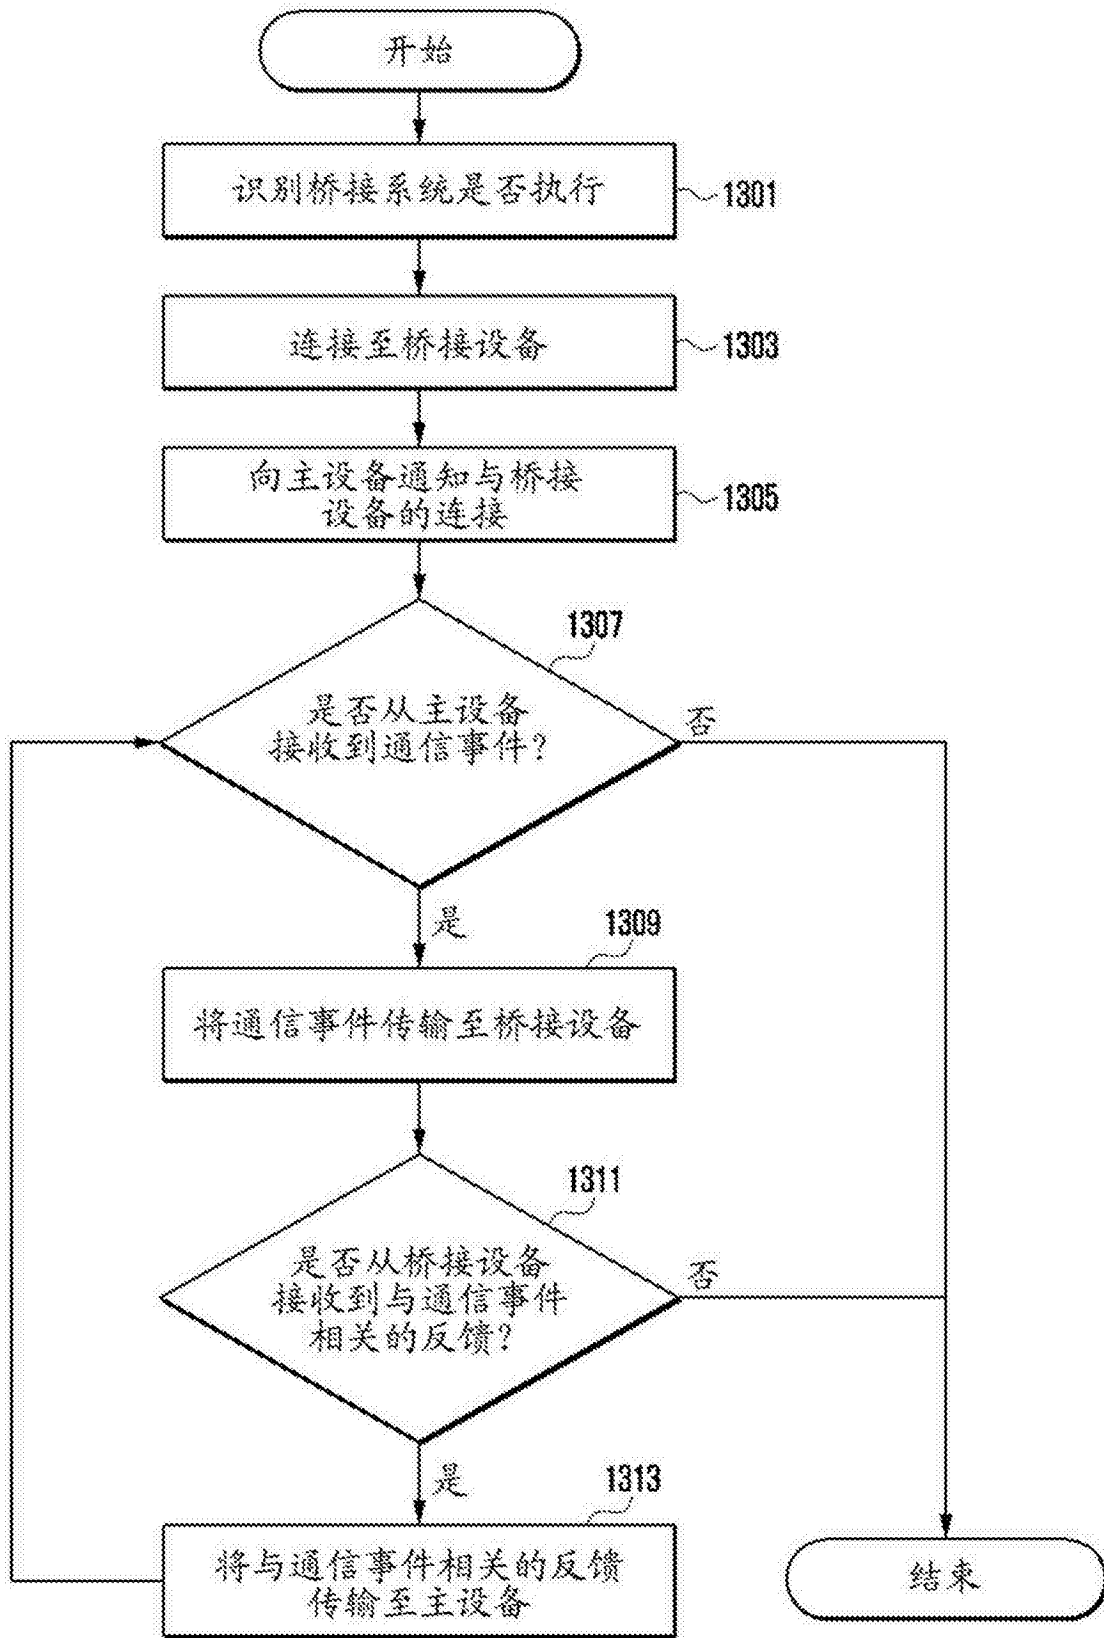 开始
识别桥接系统是否执行
1301
连接至桥接设备
1303
向主设备通知与桥接
设备的连接
1305
1307
是否从主设备
接收到通信事件?
否
是
1309
将通信事件传输至桥接设备
1311
是否从桥接设备
接收到与通信事件
相关的反馈?
否
是
1313
将与通信事件相关的反馈
传输至主设备
结束